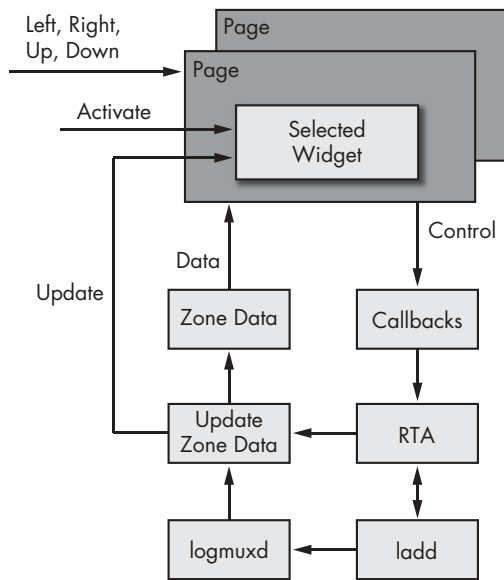 Left, Right,
Up, Down
Page
Page
Activate
Selected
Widget
Control
Data
Update
Zone Data
Callbacks
Update
Zone Data
RTA
logmuxd
ladd